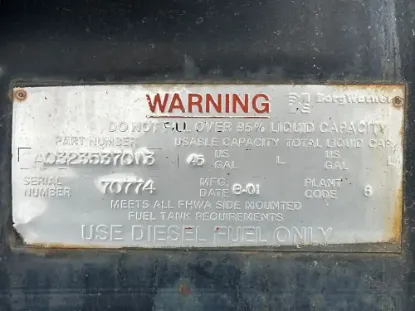 WARNING BorgWarner
DO NOT FILL OVER 95% LIQUID CAPACITY
PART NUMBER USABLE CAPACITY TOTAL LIQUID CAP.
45 US GAL L US GAL L
SERIAL NUMBER 70774 MFG. DATE 8-01 PLANT CODE 6
MEETS ALL FHWA SIDE MOUNTED
FUEL TANK REQUIREMENTS
USE DIESEL FUEL ONLY